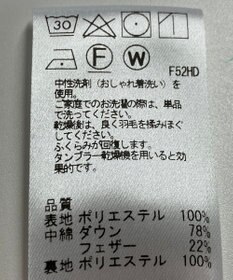 30
F W
F52HD
中性洗剤（おしゃれ着洗い）を
使用。
ご家庭でのお洗濯の際は、単品
で洗ってください。
乾燥後は、良く羽毛を揉みほぐ
してください。
ふくらみが回復します。
タンブラー乾燥機を用いると効
果的です。
品質
表地 ポリエステル 100%
中綿 ダウン 78%
フェザー 22%
裏地 ポリエステル 100%